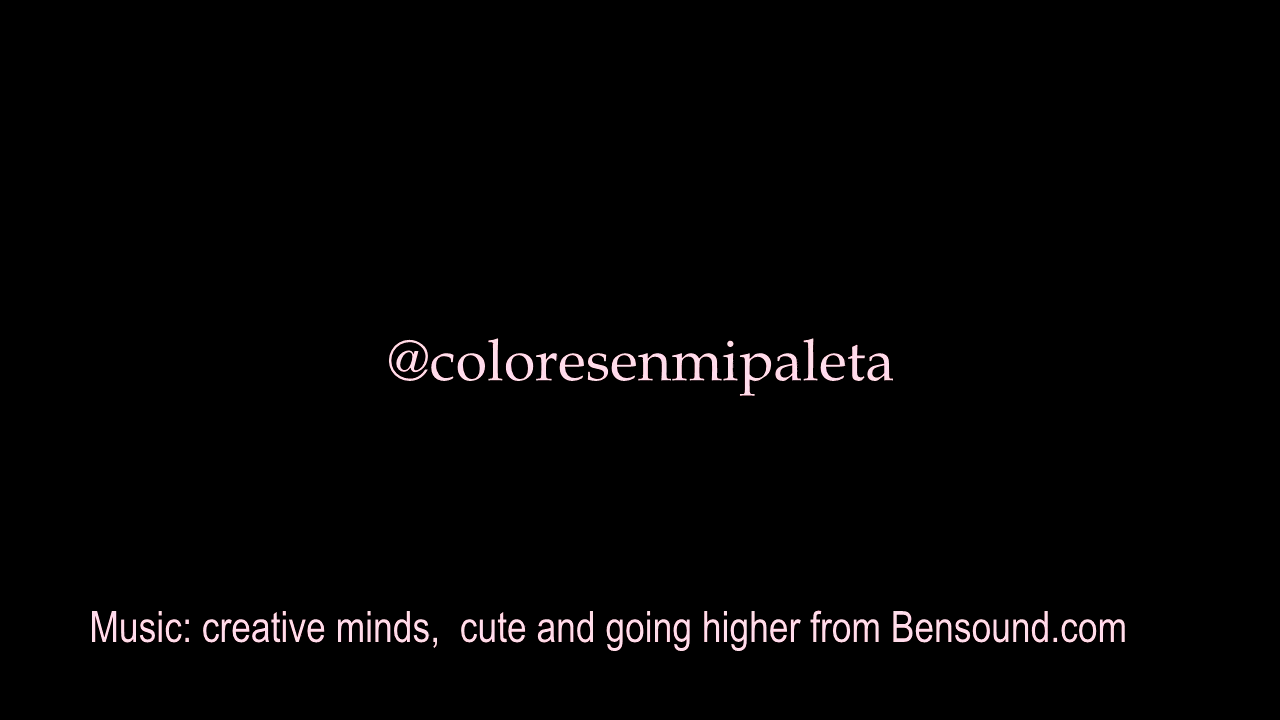 @coloresenmipaleta
Music: creative minds,  cute and going higher from Bensound.com